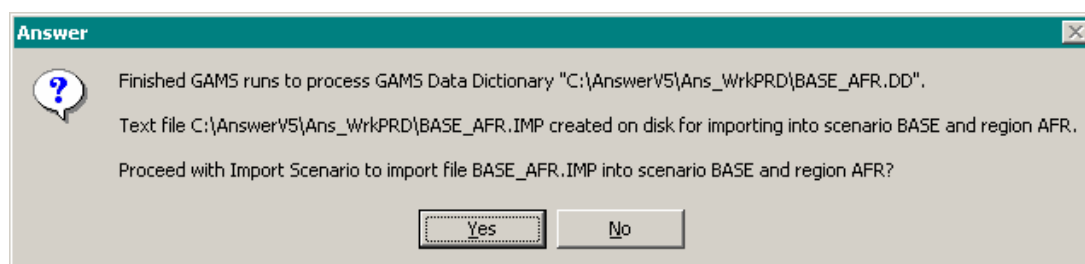 Answer
Finished GAMS runs to process GAMS Data Dictionary "C:\AnswerV5\Ans_WrkPRD\BASE_AFR.DD".
Text file C:\AnswerV5\Ans_WrkPRD\BASE_AFR.IMP created on disk for importing into scenario BASE and region AFR.
Proceed with Import Scenario to import file BASE_AFR.IMP into scenario BASE and region AFR?
Yes No